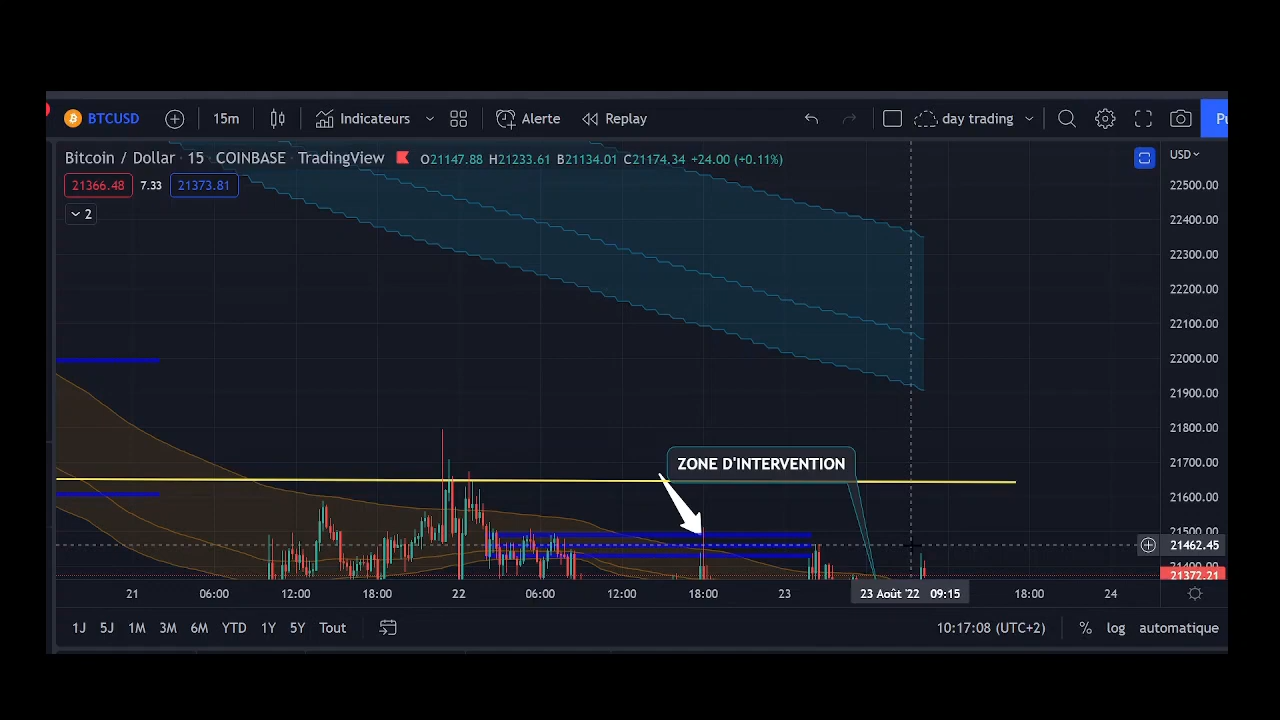 BTCUSD 15m Indicateurs Alerte Replay day trading Pu
Bitcoin / Dollar · 15 · COINBASE · TradingView O21147.88 H21233.61 B21134.01 C21174.34 +24.00 (+0.11%) USD
21366.48 7.33 21373.81
2
22500.00
22400.00
22300.00
22200.00
22100.00
22000.00
21900.00
21800.00
21700.00
ZONE D'INTERVENTION
21600.00
21500.00
21462.45
21400.00
21372.21
21 06:00 12:00 18:00 22 06:00 12:00 18:00 23 23 Août '22 09:15 18:00 24
1J 5J 1M 3M 6M YTD 1Y 5Y Tout 10:17:08 (UTC+2) % log automatique